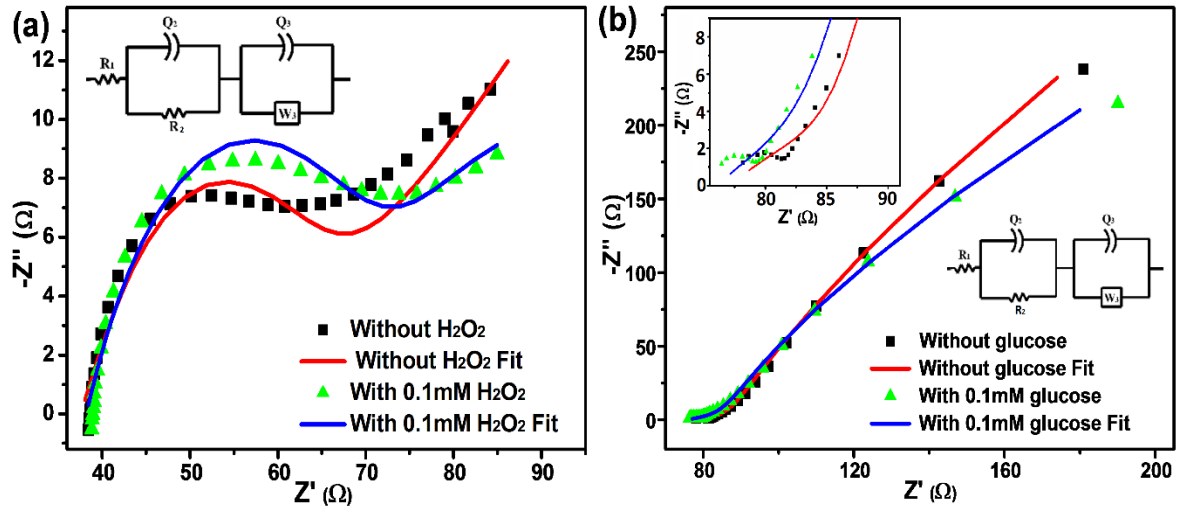 (a)
Q₂
Q₃
R₁
R₂
W₃
12
10
8
6
4
2
0
-Z" (Ω)
Without H₂O₂
Without H₂O₂ Fit
With 0.1mM H₂O₂
With 0.1mM H₂O₂ Fit
40 50 60 70 80 90
Z' (Ω)
(b)
250
200
150
100
50
0
-Z" (Ω)
8
6
4
2
0
-Z" (Ω)
80 85 90
Z' (Ω)
Q₂
Q₃
R₁
R₂
W₃
Without glucose
Without glucose Fit
With 0.1mM glucose
With 0.1mM glucose Fit
80 120 160 200
Z' (Ω)